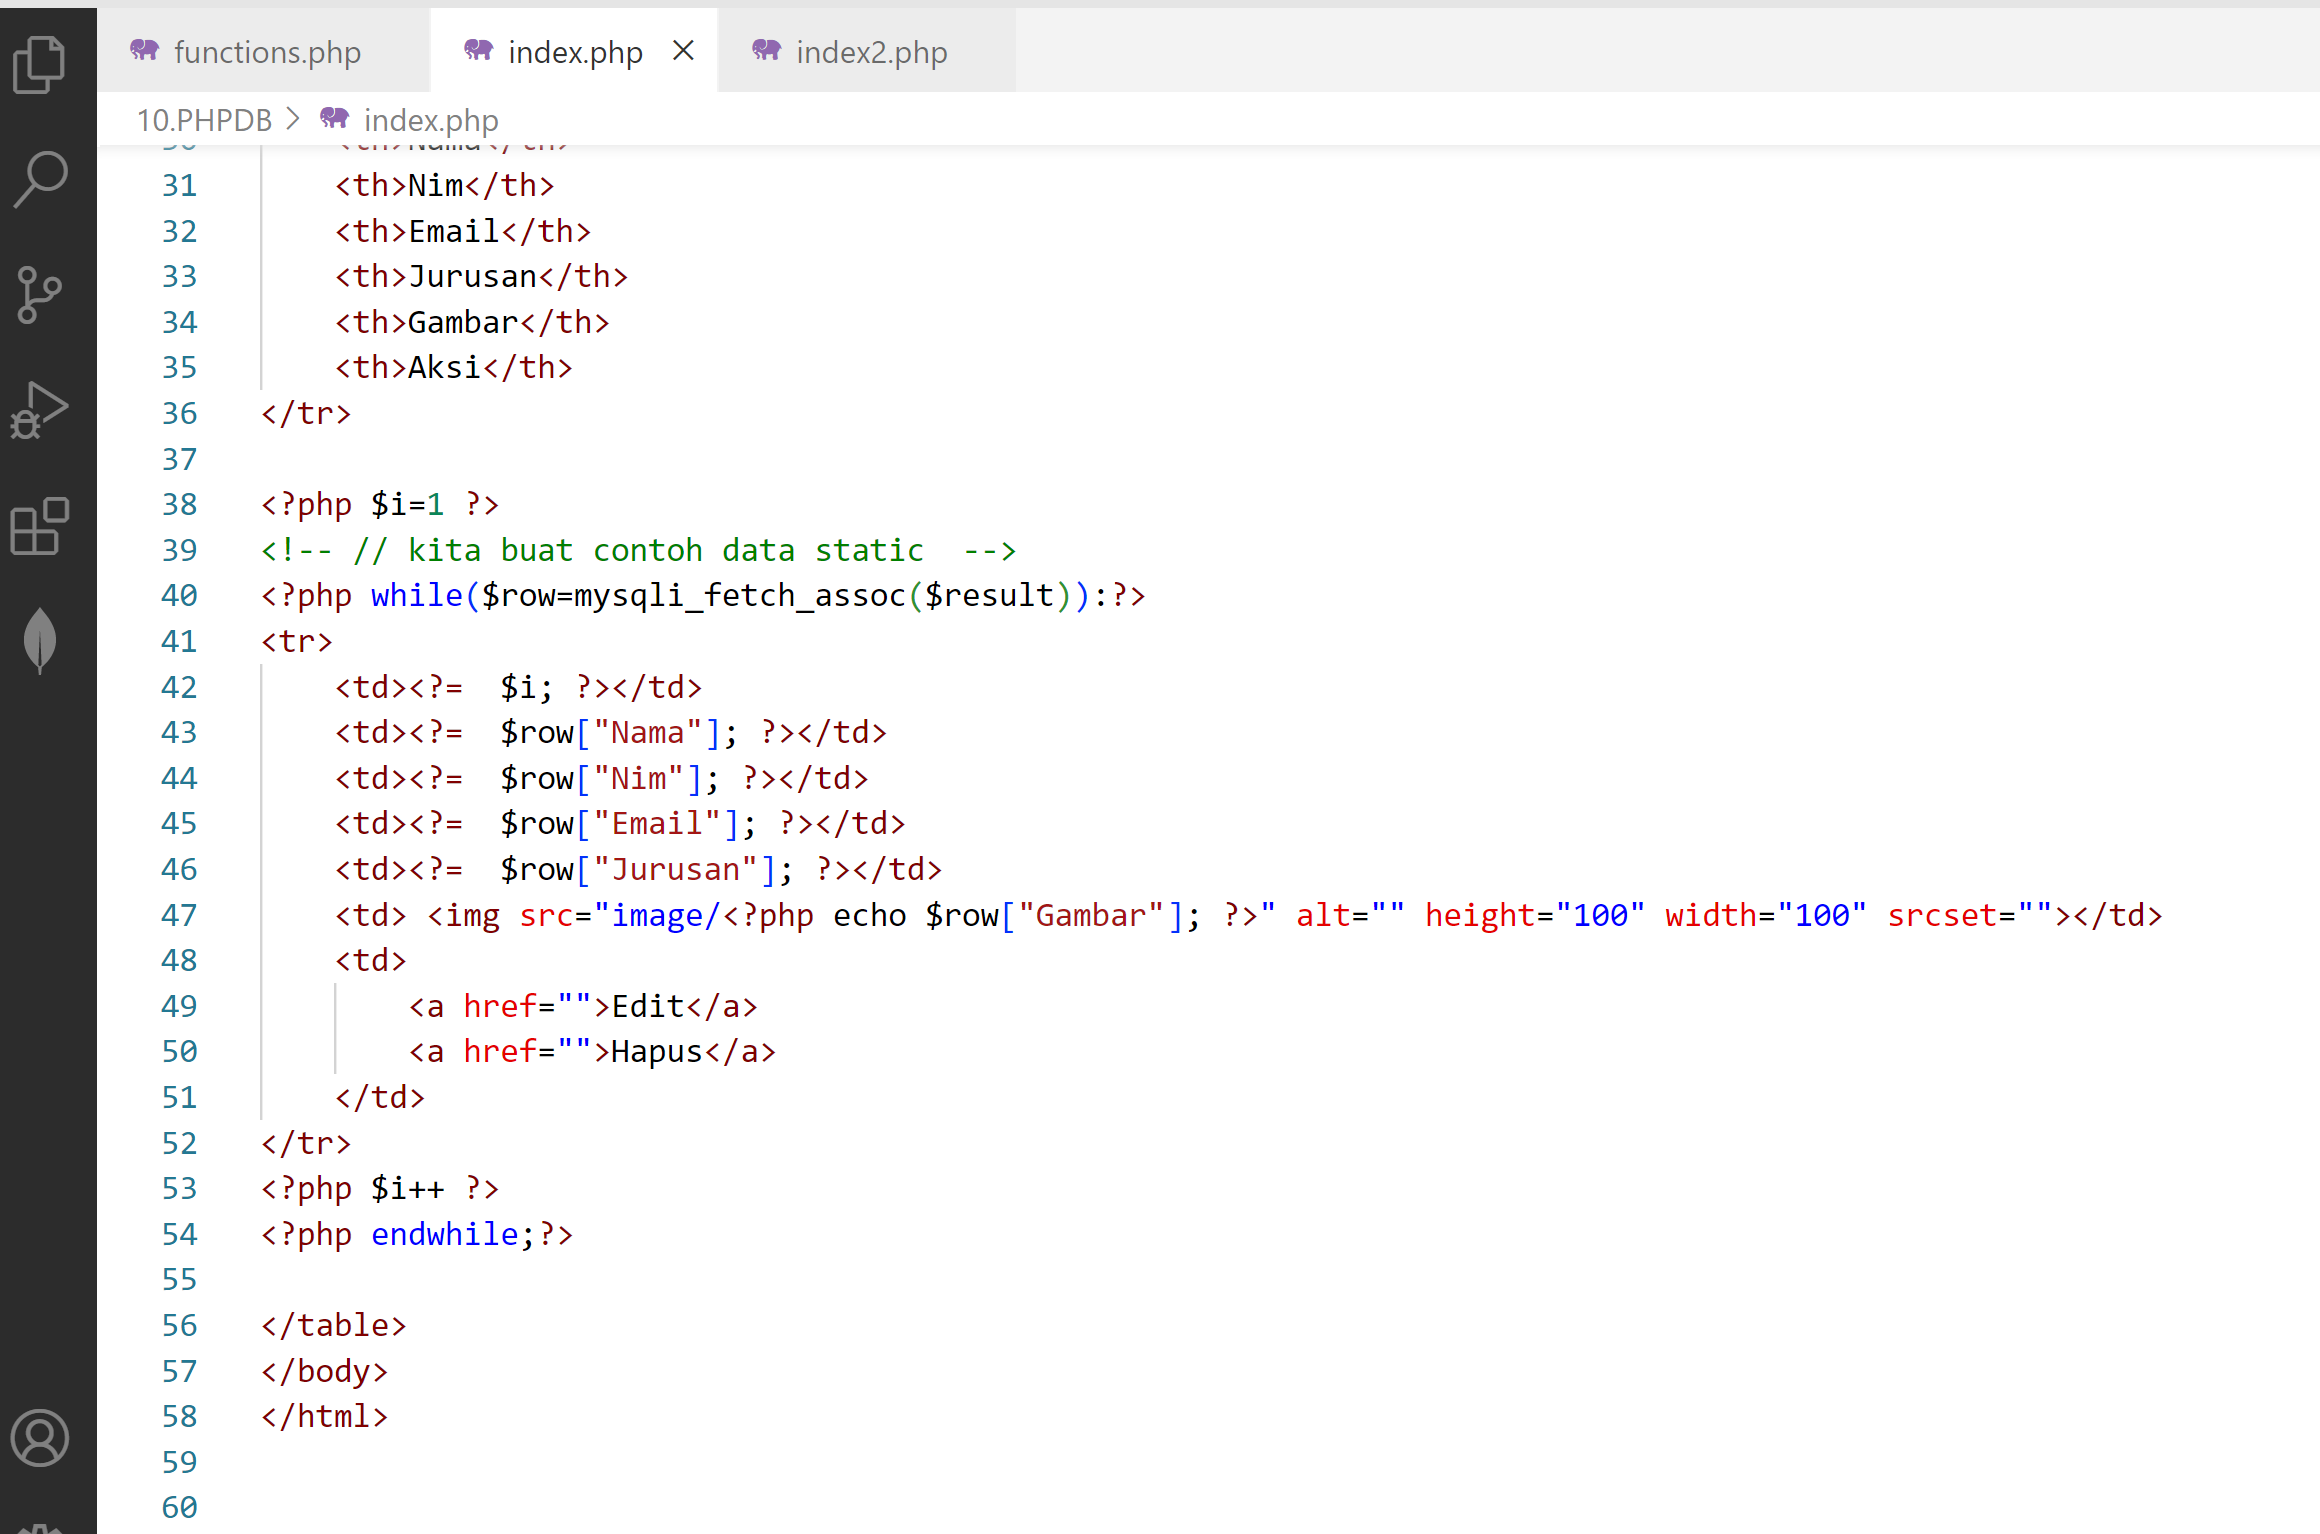 functions.php index.php index2.php
10.PHPDB > index.php
30 <th>Nama</th>
31 <th>Nim</th>
32 <th>Email</th>
33 <th>Jurusan</th>
34 <th>Gambar</th>
35 <th>Aksi</th>
36 </tr>
37
38 <?php $i=1 ?>
39 <!-- // kita buat contoh data static  -->
40 <?php while($row=mysqli_fetch_assoc($result)):?>
41 <tr>
42 <td><?=  $i; ?></td>
43 <td><?=  $row["Nama"]; ?></td>
44 <td><?=  $row["Nim"]; ?></td>
45 <td><?=  $row["Email"]; ?></td>
46 <td><?=  $row["Jurusan"]; ?></td>
47 <td> <img src="image/<?php echo $row["Gambar"]; ?>" alt="" height="100" width="100" srcset=""></td>
48 <td>
49 <a href="">Edit</a>
50 <a href="">Hapus</a>
51 </td>
52 </tr>
53 <?php $i++ ?>
54 <?php endwhile;?>
55
56 </table>
57 </body>
58 </html>
59
60